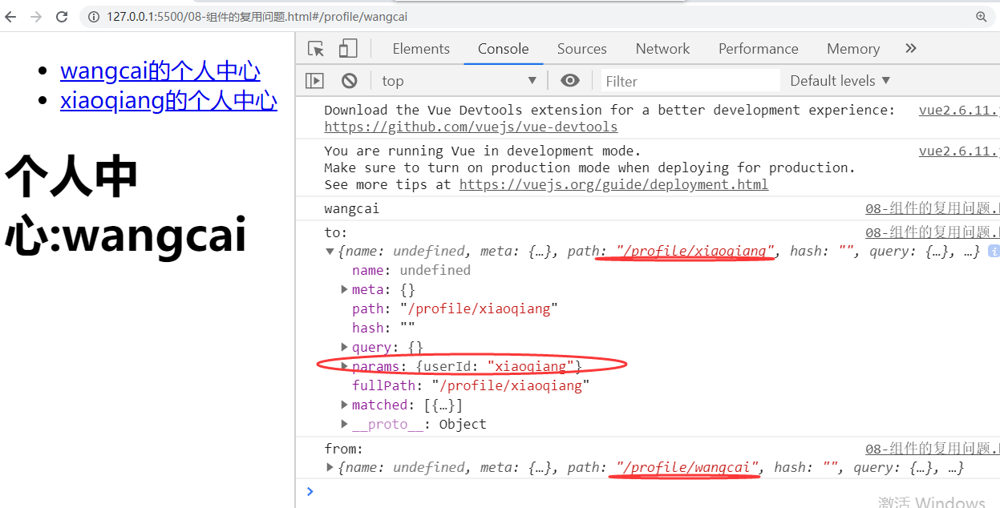 127.0.0.1:5500/08-组件的复用问题.html#/profile/wangcai
wangcai的个人中心
xiaoqiang的个人中心
个人中
心:wangcai
Elements Console Sources Network Performance Memory
top Filter Default levels ▼
Download the Vue Devtools extension for a better development experience: vue2.6.11.
https://github.com/vuejs/vue-devtools
You are running Vue in development mode. vue2.6.11.
Make sure to turn on production mode when deploying for production.
See more tips at https://vuejs.org/guide/deployment.html
wangcai 08-组件的复用问题.
to: 08-组件的复用问题.
▼{name: undefined, meta: {…}, path: "/profile/xiaoqiang", hash: "", query: {…}, …}
name: undefined
▶meta: {}
path: "/profile/xiaoqiang"
hash: ""
▶query: {}
▶params: {userId: "xiaoqiang"}
fullPath: "/profile/xiaoqiang"
▶matched: [{…}]
▶__proto__: Object
from: 08-组件的复用问题.
▶{name: undefined, meta: {…}, path: "/profile/wangcai", hash: "", query: {…}, …}
激活 Windows